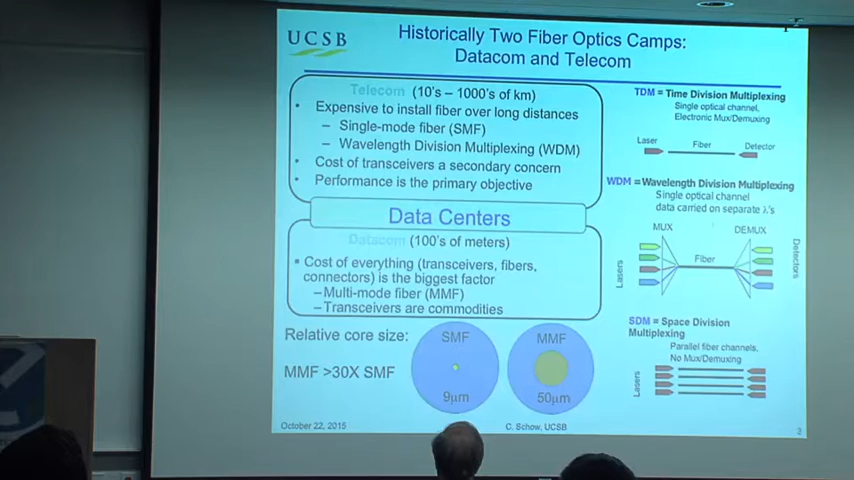 UCSB
Historically Two Fiber Optics Camps:
Datacom and Telecom
Telecom (10's – 1000's of km)
• Expensive to install fiber over long distances
– Single-mode fiber (SMF)
– Wavelength Division Multiplexing (WDM)
• Cost of transceivers a secondary concern
• Performance is the primary objective
Data Centers
Datacom (100's of meters)
• Cost of everything (transceivers, fibers,
connectors) is the biggest factor
–Multi-mode fiber (MMF)
–Transceivers are commodities
Relative core size:
MMF >30X SMF
SMF
9μm
MMF
50μm
TDM = Time Division Multiplexing
Single optical channel,
Electronic Mux/Demuxing
Laser
Fiber
Detector
WDM = Wavelength Division Multiplexing
Single optical channel
data carried on separate λ's
MUX
DEMUX
Lasers
Fiber
Detectors
SDM = Space Division
Multiplexing
Parallel fiber channels,
No Mux/Demuxing
Lasers
October 22, 2015
C. Schow, UCSB